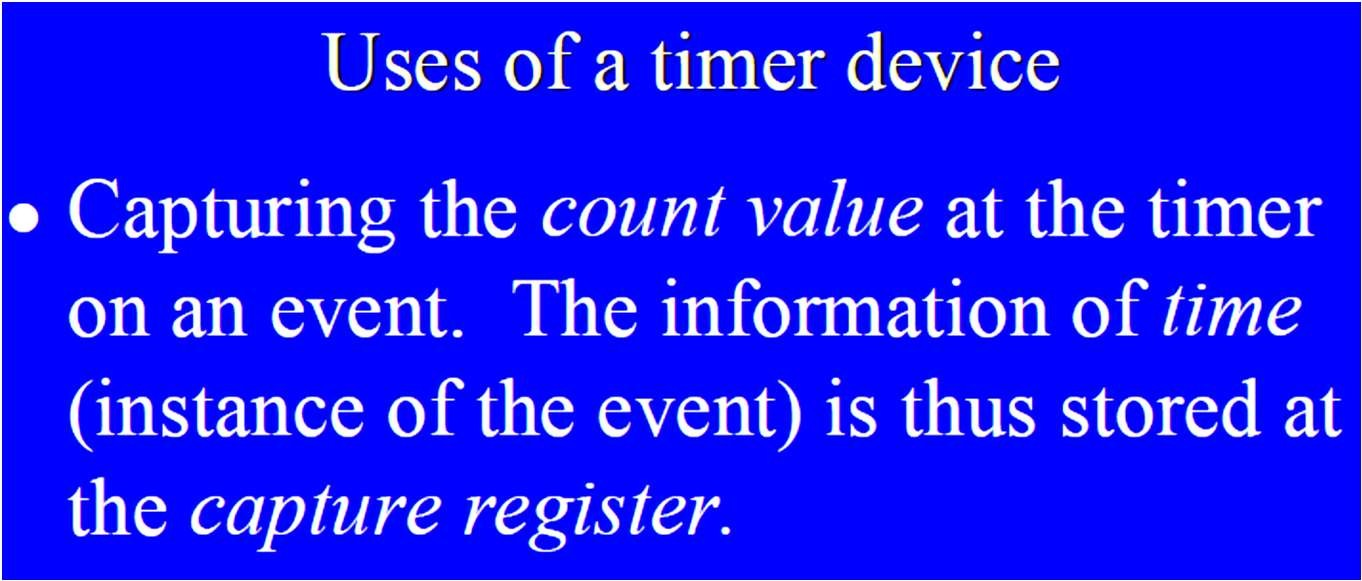 Uses of a timer device
• Capturing the count value at the timer
on an event.  The information of time
(instance of the event) is thus stored at
the capture register.